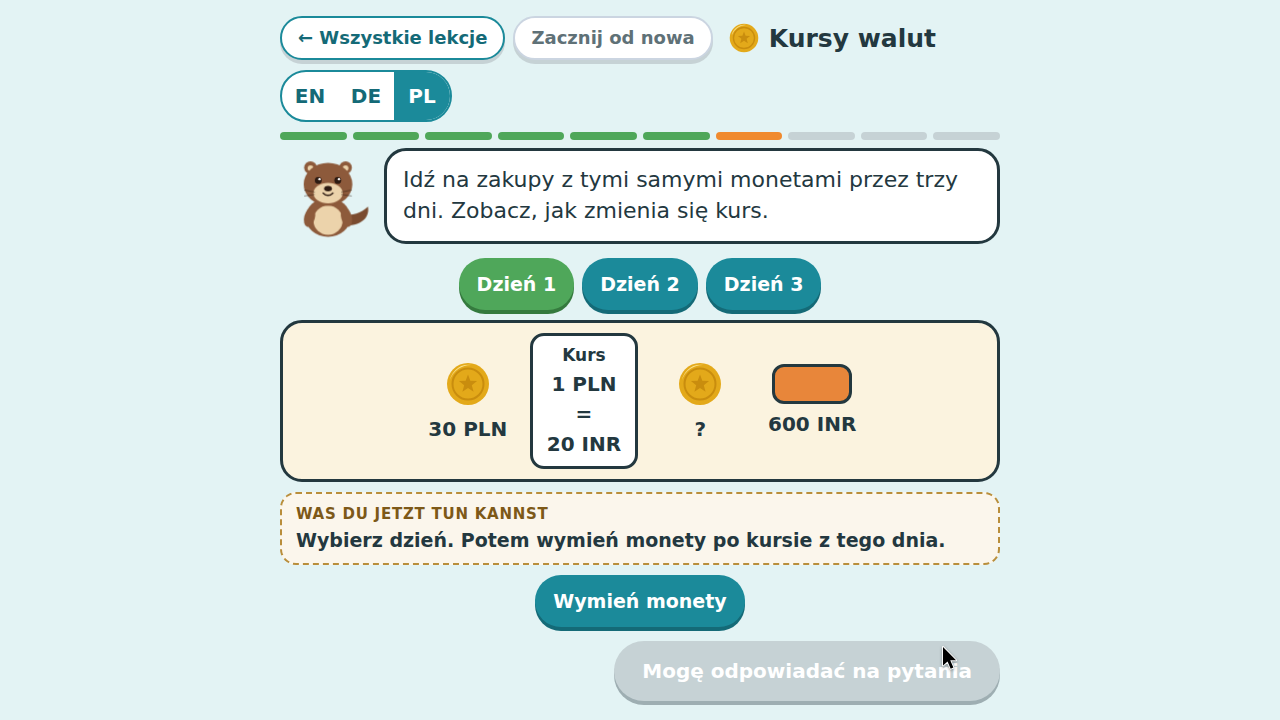 ← Wszystkie lekcje
Zacznij od nowa
Kursy walut
EN DE PL
Idź na zakupy z tymi samymi monetami przez trzy
dni. Zobacz, jak zmienia się kurs.
Dzień 1
Dzień 2
Dzień 3
30 PLN
Kurs
1 PLN
=
20 INR
?
600 INR
WAS DU JETZT TUN KANNST
Wybierz dzień. Potem wymień monety po kursie z tego dnia.
Wymień monety
Mogę odpowiadać na pytania